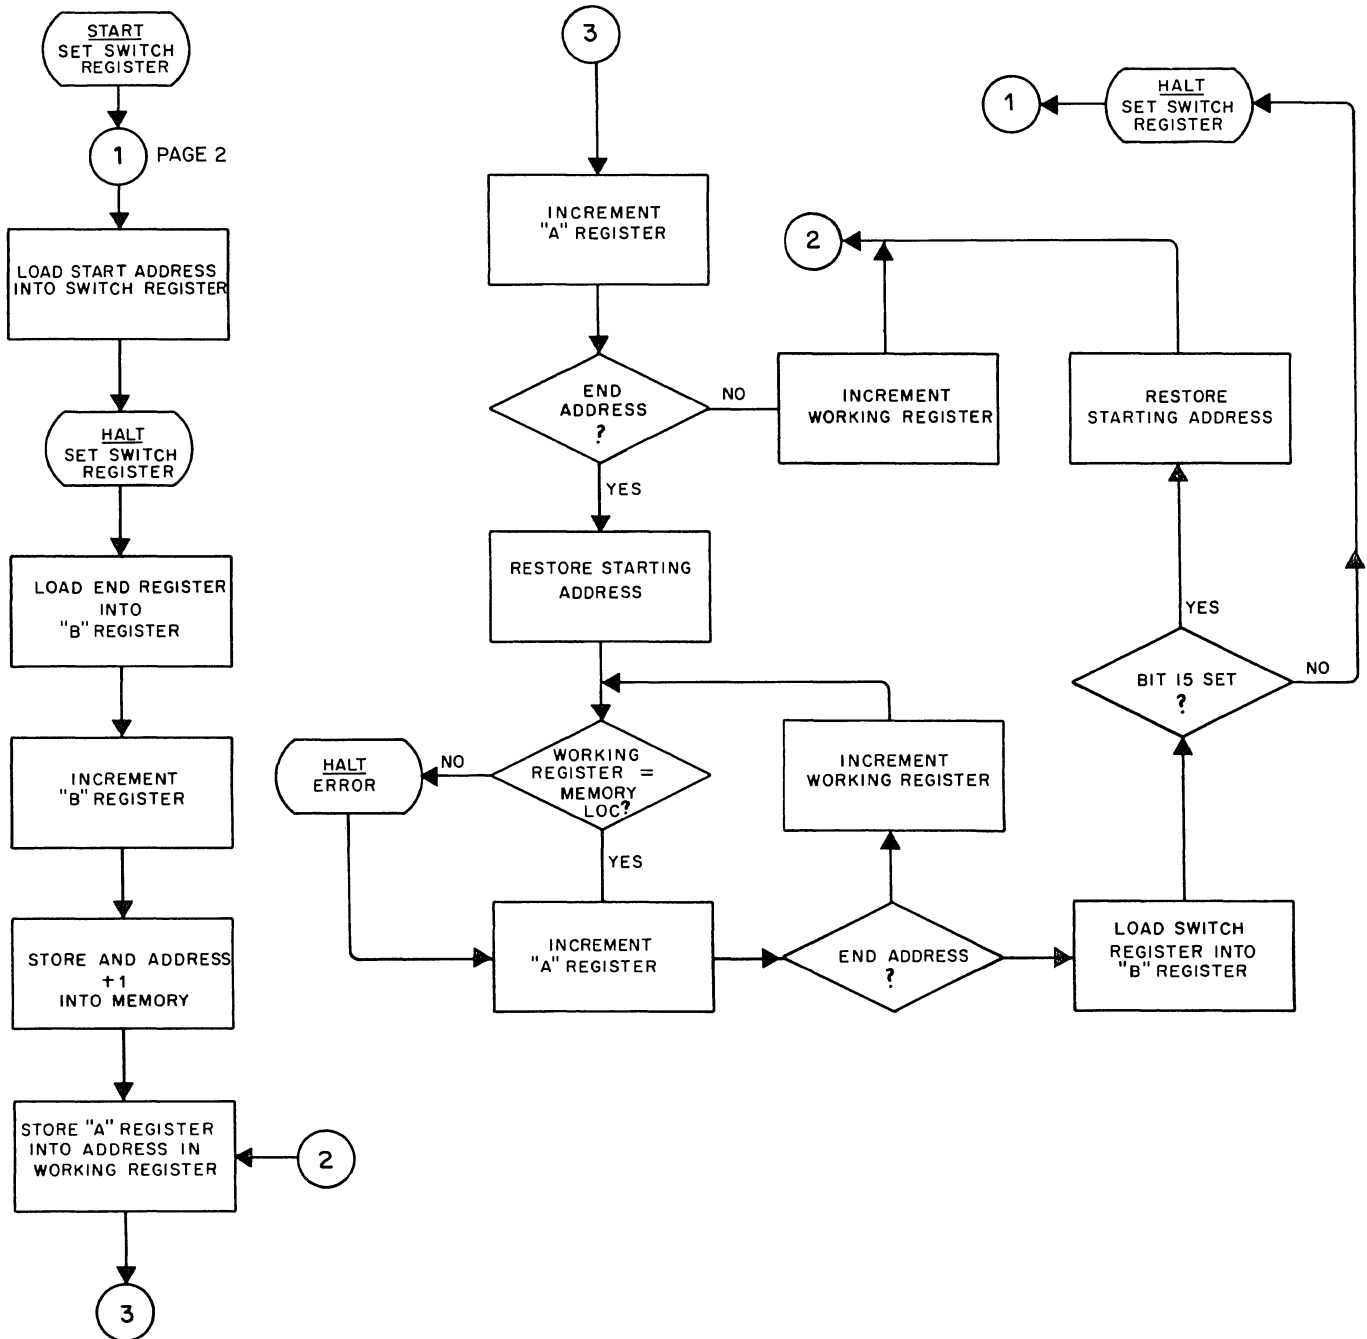 START
SET SWITCH
REGISTER
1
PAGE 2
LOAD START ADDRESS
INTO SWITCH REGISTER
HALT
SET SWITCH
REGISTER
LOAD END REGISTER
INTO
"B" REGISTER
INCREMENT
"B" REGISTER
STORE AND ADDRESS
+1
INTO MEMORY
STORE "A" REGISTER
INTO ADDRESS IN
WORKING REGISTER
2
3
3
INCREMENT
"A" REGISTER
END
ADDRESS
?
NO
INCREMENT
WORKING REGISTER
2
YES
RESTORE STARTING
ADDRESS
WORKING
REGISTER =
MEMORY
LOC?
NO
HALT
ERROR
YES
INCREMENT
"A" REGISTER
END ADDRESS
?
INCREMENT
WORKING REGISTER
LOAD SWITCH
REGISTER INTO
"B" REGISTER
BIT 15 SET
?
YES
NO
RESTORE
STARTING ADDRESS
HALT
SET SWITCH
REGISTER
1